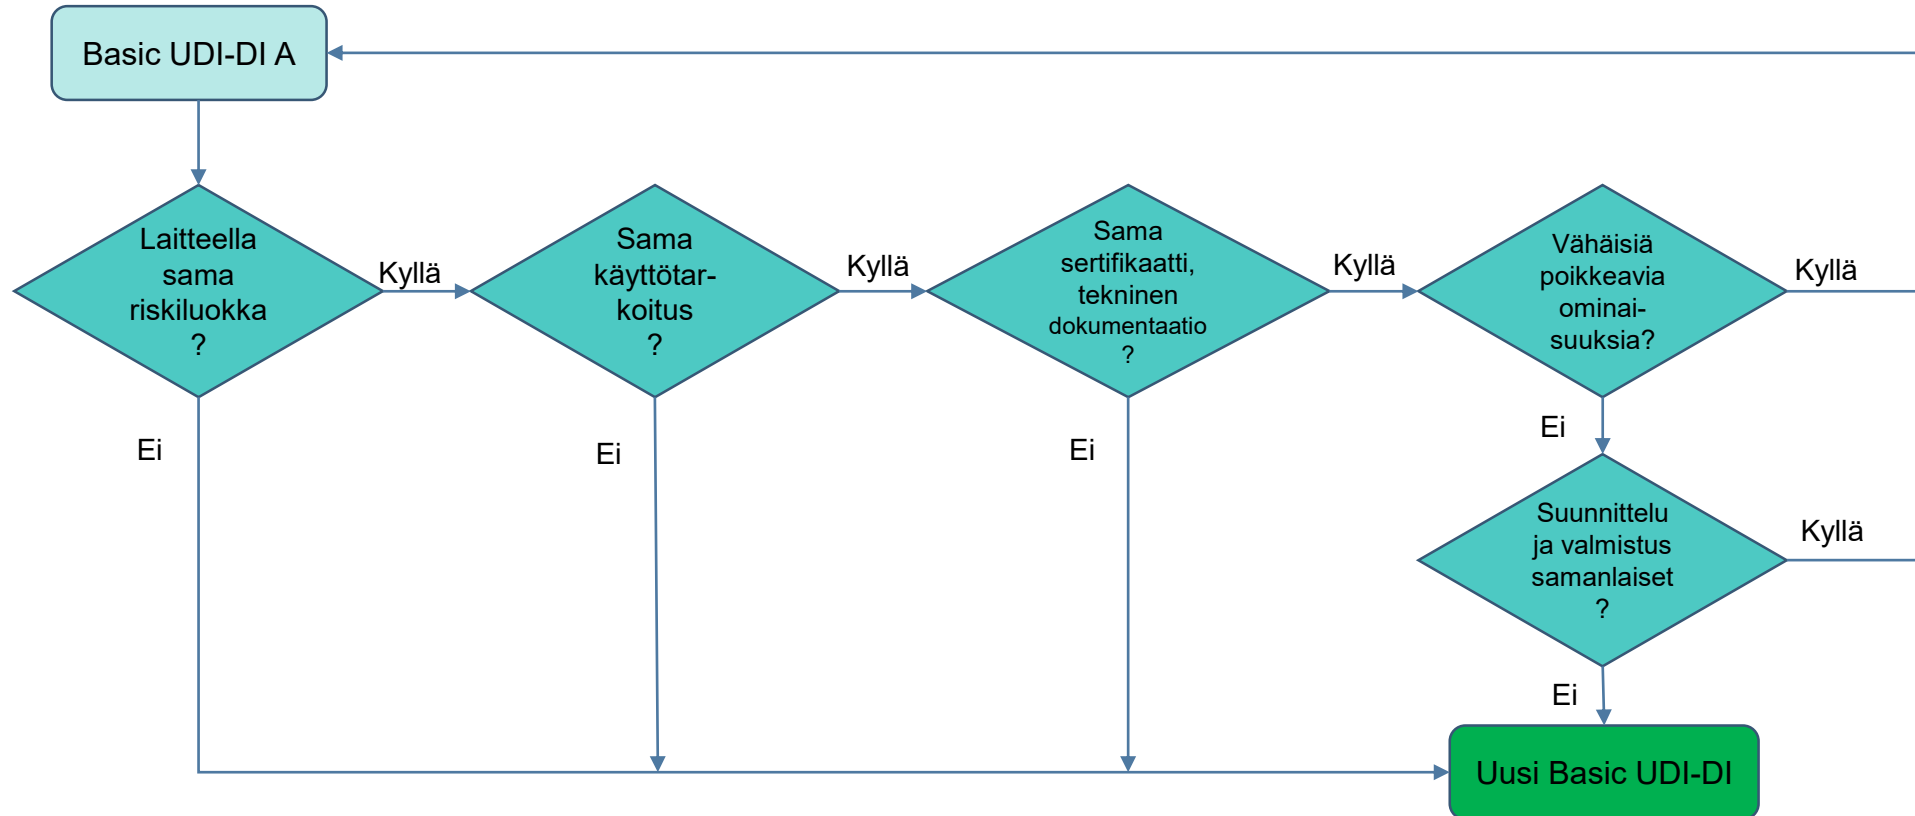 Basic UDI-DI A
Laitteella
sama
riskiluokka
?
Kyllä
Sama
käyttötar-
koitus
?
Kyllä
Sama
sertifikaatti,
tekninen
dokumentaatio
?
Kyllä
Vähäisiä
poikkeavia
ominai-
suuksia?
Kyllä
Ei
Ei
Ei
Ei
Suunnittelu
ja valmistus
samanlaiset
?
Kyllä
Ei
Uusi Basic UDI-DI